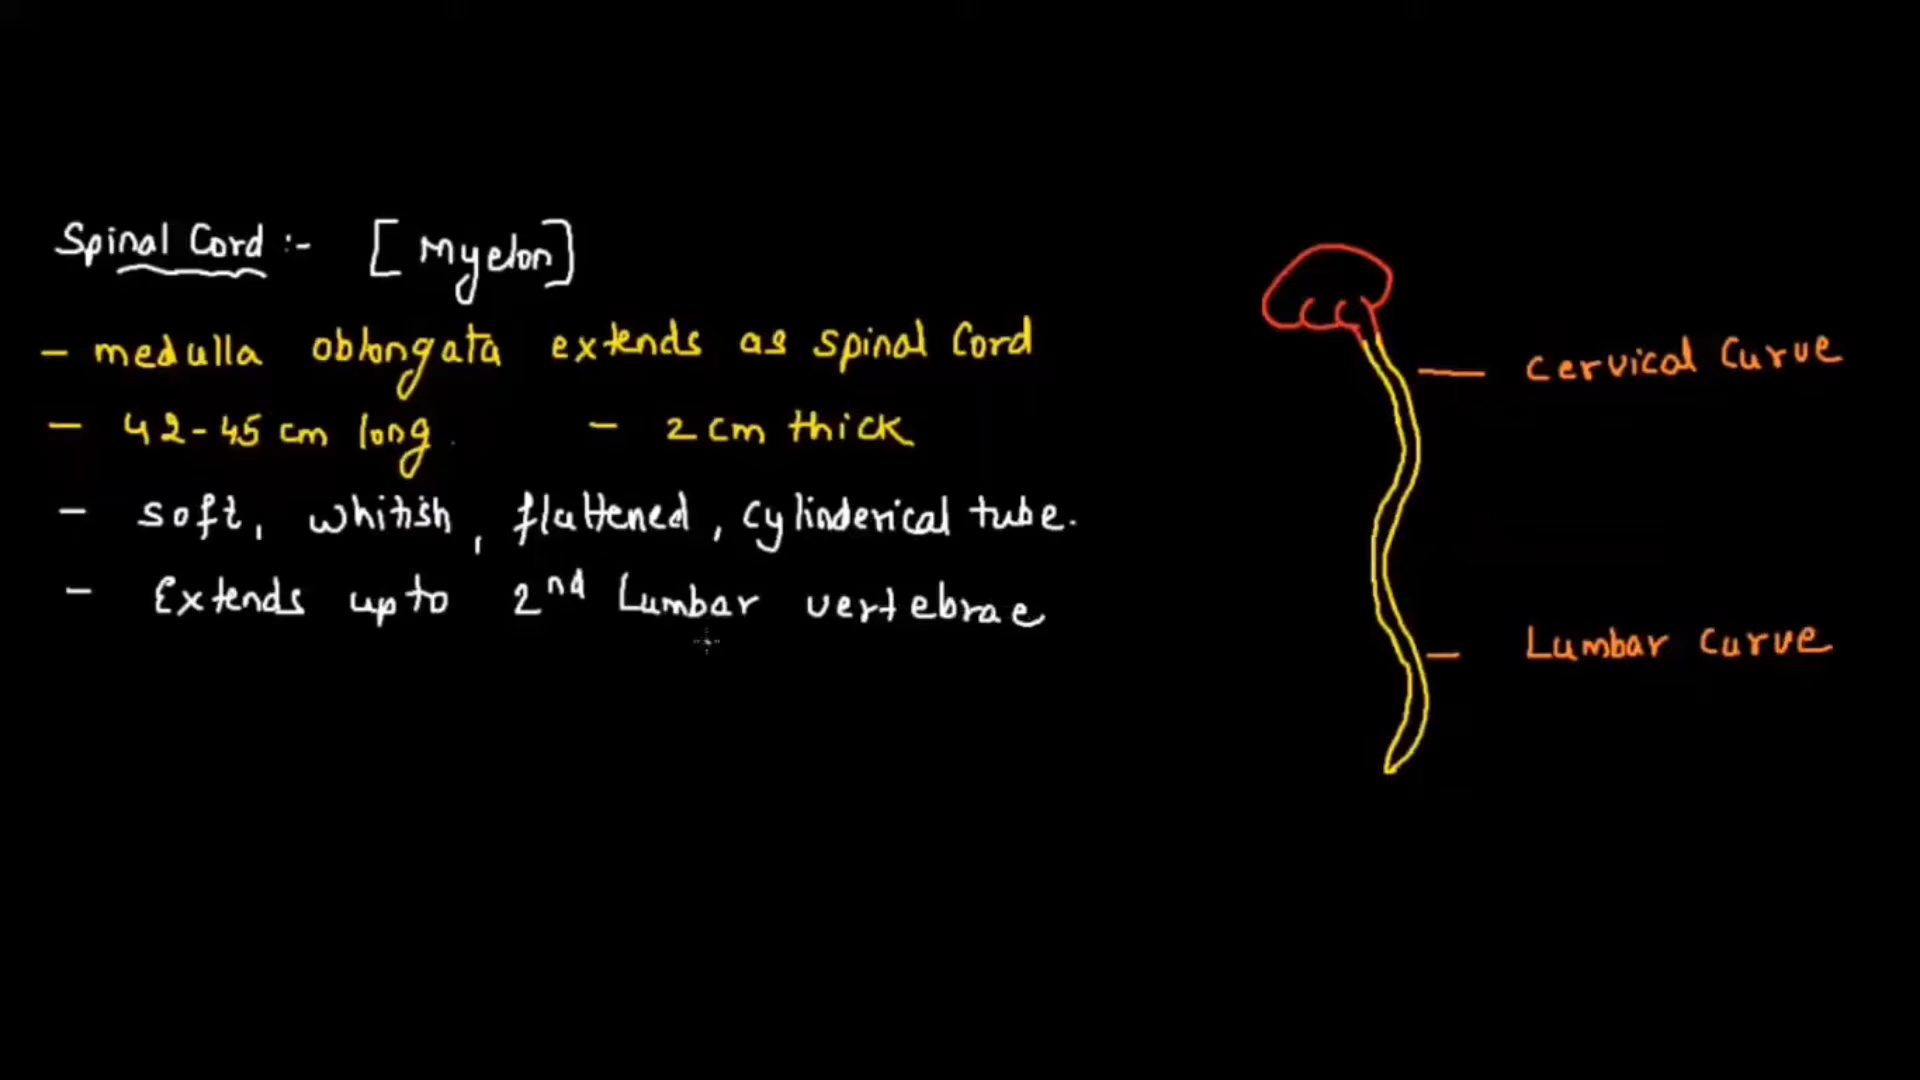 Spinal Cord :- [Myelon]
- medulla oblongata extends as spinal Cord
- 42-45 cm long. - 2 cm thick
- soft, whitish, flattened, cylinderical tube.
- Extends upto 2nd Lumbar vertebrae
— cervical curve
— Lumbar curve